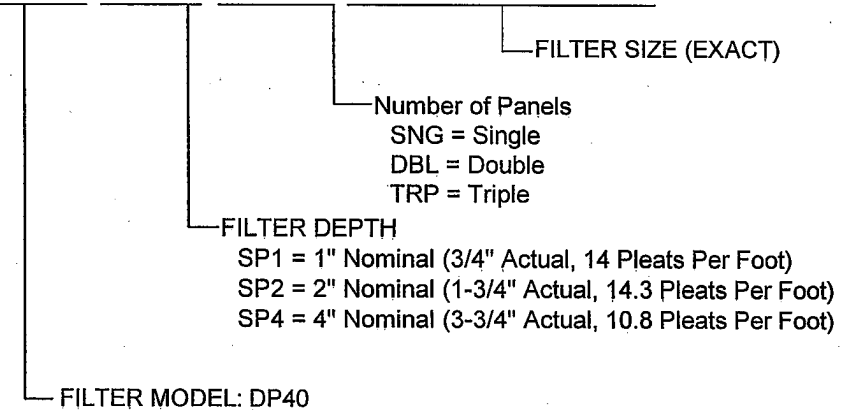 FILTER SIZE (EXACT)
Number of Panels
SNG = Single
DBL = Double
TRP = Triple
FILTER DEPTH
SP1 = 1" Nominal (3/4" Actual, 14 Pleats Per Foot)
SP2 = 2" Nominal (1-3/4" Actual, 14.3 Pleats Per Foot)
SP4 = 4" Nominal (3-3/4" Actual, 10.8 Pleats Per Foot)
FILTER MODEL: DP40